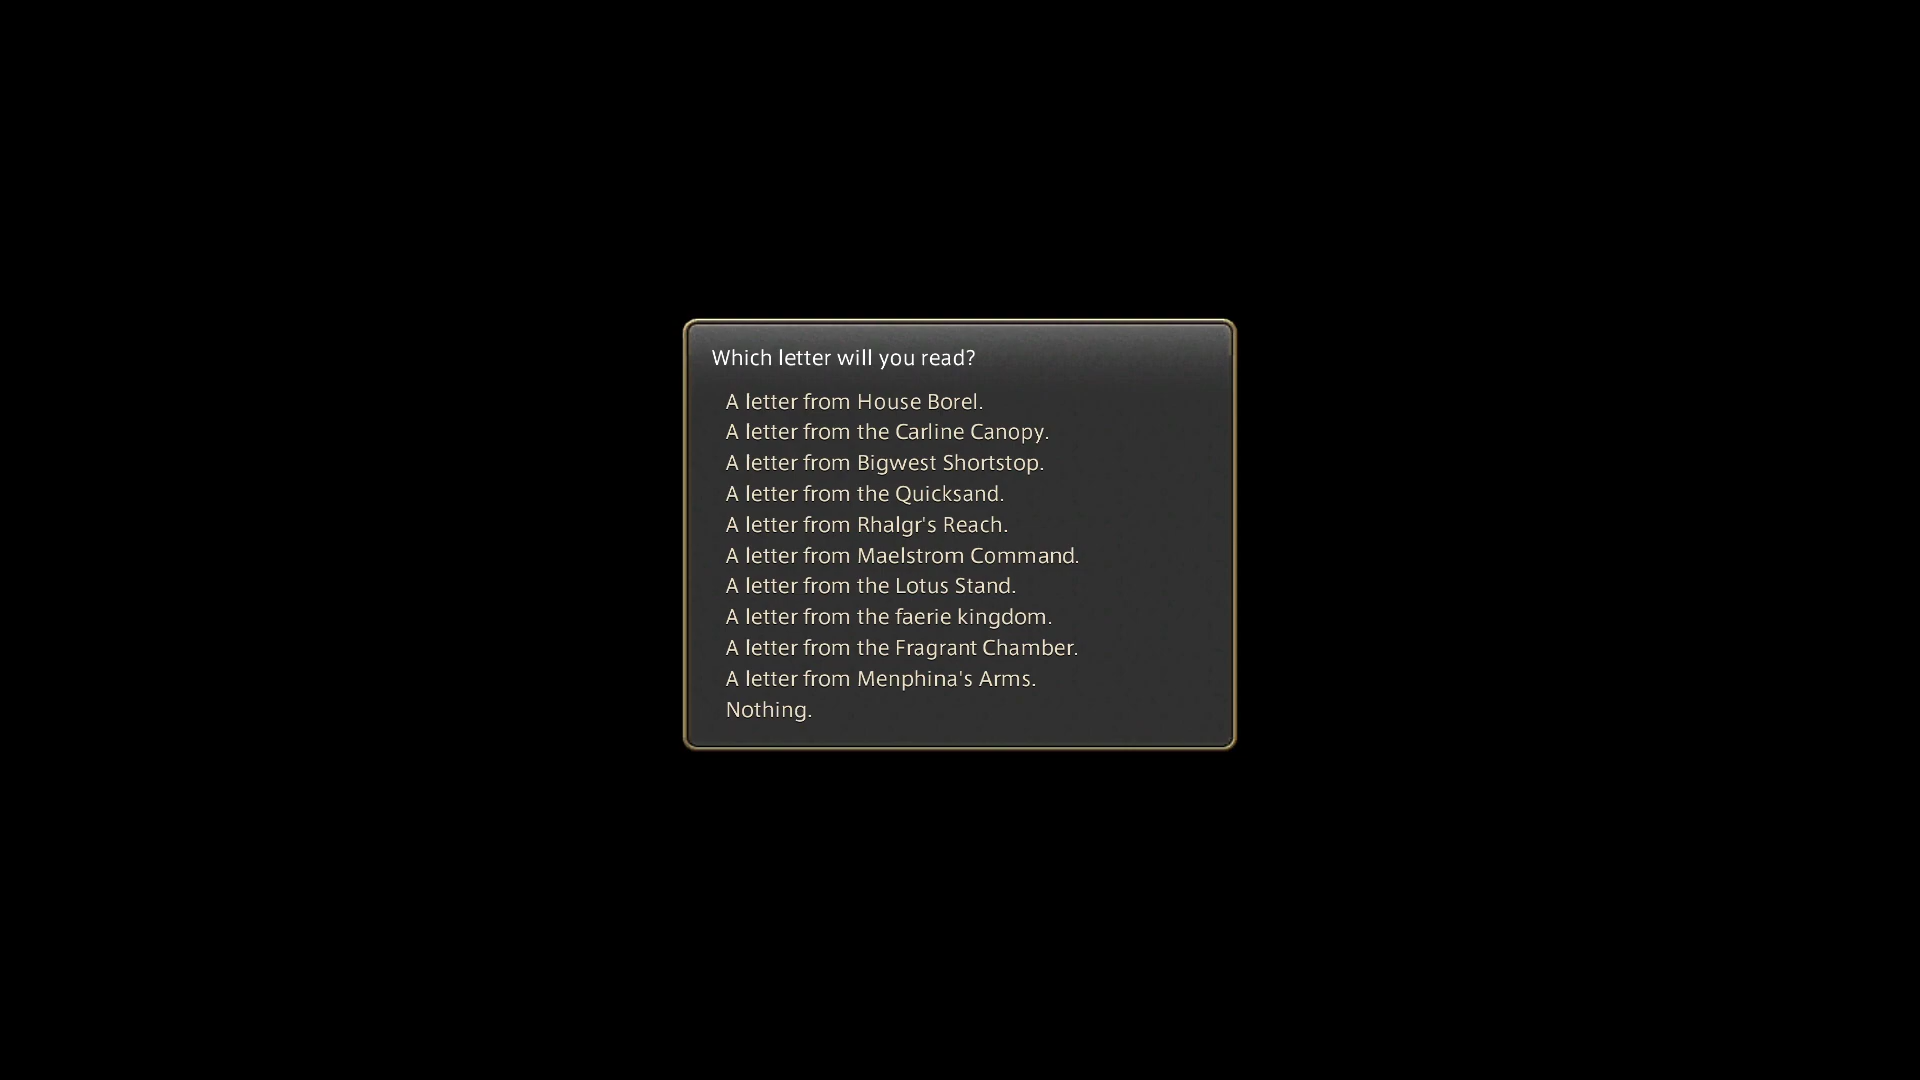 Which letter will you read?
A letter from House Borel.
A letter from the Carline Canopy.
A letter from Bigwest Shortstop.
A letter from the Quicksand.
A letter from Rhalgr's Reach.
A letter from Maelstrom Command.
A letter from the Lotus Stand.
A letter from the faerie kingdom.
A letter from the Fragrant Chamber.
A letter from Menphina's Arms.
Nothing.